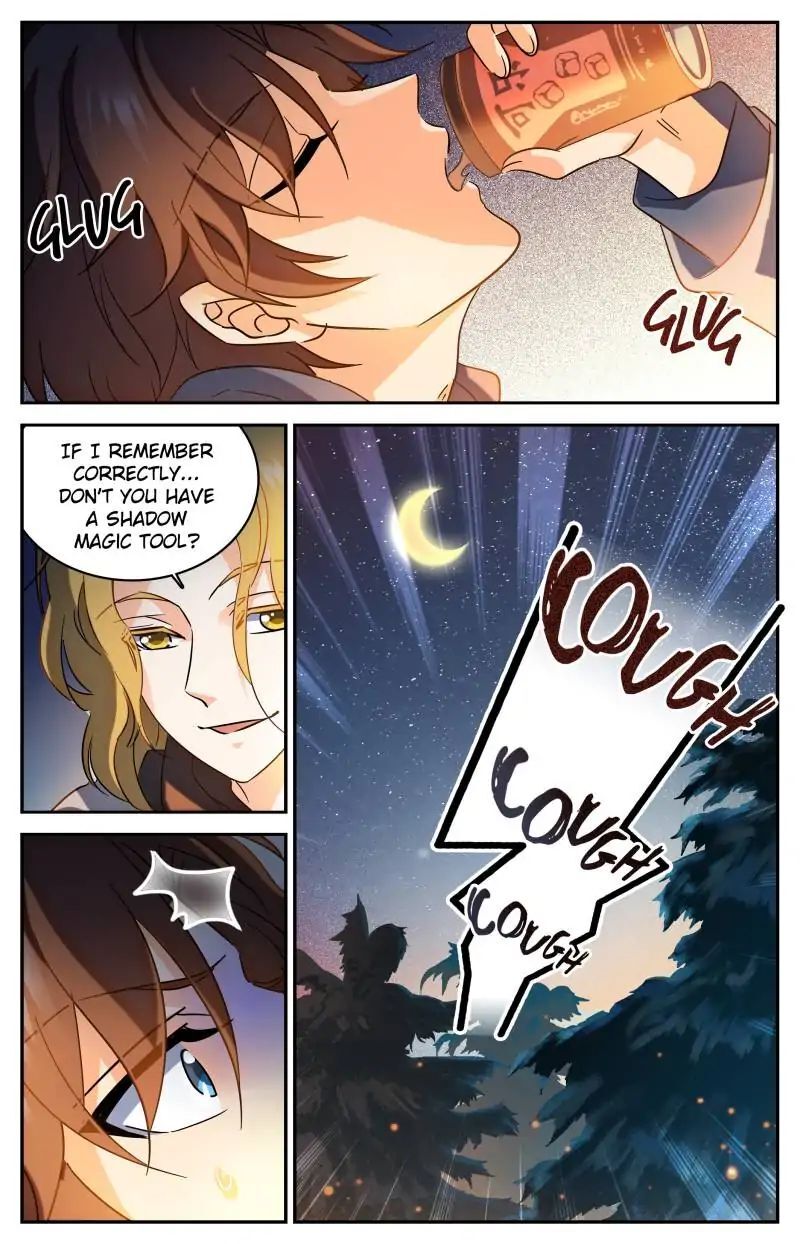 GLUG
GLUG
IF I REMEMBER
CORRECTLY...
DON'T YOU HAVE
A SHADOW
MAGIC TOOL?
COUGH
COUGH
COUGH